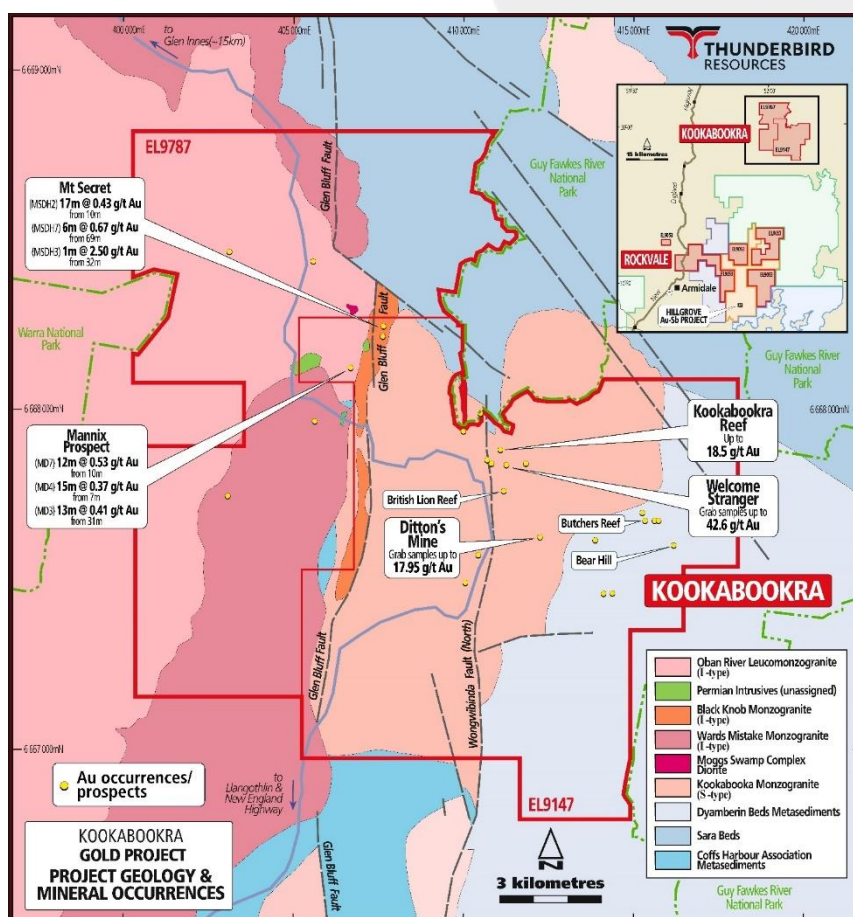 400 000mE
405 000mE
410 000mE
415 000mE
420 000mE
to
Glen Innes(~15km)
THUNDERBIRD
RESOURCES
6 669 000mN
EL9787
Glen Bluff Fault
Guy Fawkes River
National
Park
KOOKABOOKRA
EL9787
EL9147
15 kilometres
N
Highway
England
New
ROCKVALE
Armidale
HILLGROVE
Au-Sb PROJECT
Mt Secret
(MSDH2) 17m @ 0.43 g/t Au
from 10m
(MSDH7) 6m @ 0.67 g/t Au
from 69m
(MSDH3) 1m @ 2.50 g/t Au
from 32m
Warra National
Park
Glen Bluff Fault
Guy Fawkes River
National Park
6 668 000mN
6 668 000mN
Mannix
Prospect
(MD7) 12m @ 0.53 g/t Au
from 10m
(MD4) 15m @ 0.37 g/t Au
from 7m
(MD3) 13m @ 0.41 g/t Au
from 31m
Kookabookra
Reef
Up to
18.5 g/t Au
Welcome
Stranger
Grab samples up to
42.6 g/t Au
British Lion Reef
Butchers Reef
Ditton's
Mine
Grab samples up to
17.95 g/t Au
Bear Hill
KOOKABOOKRA
Glen Bluff Fault
Wongwibinda Fault (North)
Oban River Leucomonzogranite
(I-type)
Permian Intrusives (unassigned)
Black Knob Monzogranite
(I-type)
Wards Mistake Monzogranite
(I-type)
Moggs Swamp Complex
Diorite
Kookabooka Monzogranite
(S-type)
Dyamberin Beds Metasediments
Sara Beds
Coffs Harbour Association
Metasediments
6 667 000mN
Au occurrences/
prospects
to
Llangothlin &
New England
Highway
EL9147
KOOKABOOKRA
GOLD PROJECT
PROJECT GEOLOGY &
MINERAL OCCURRENCES
Glen Bluff
Fault
N
3 kilometres
Guy Fawkes River
National Park